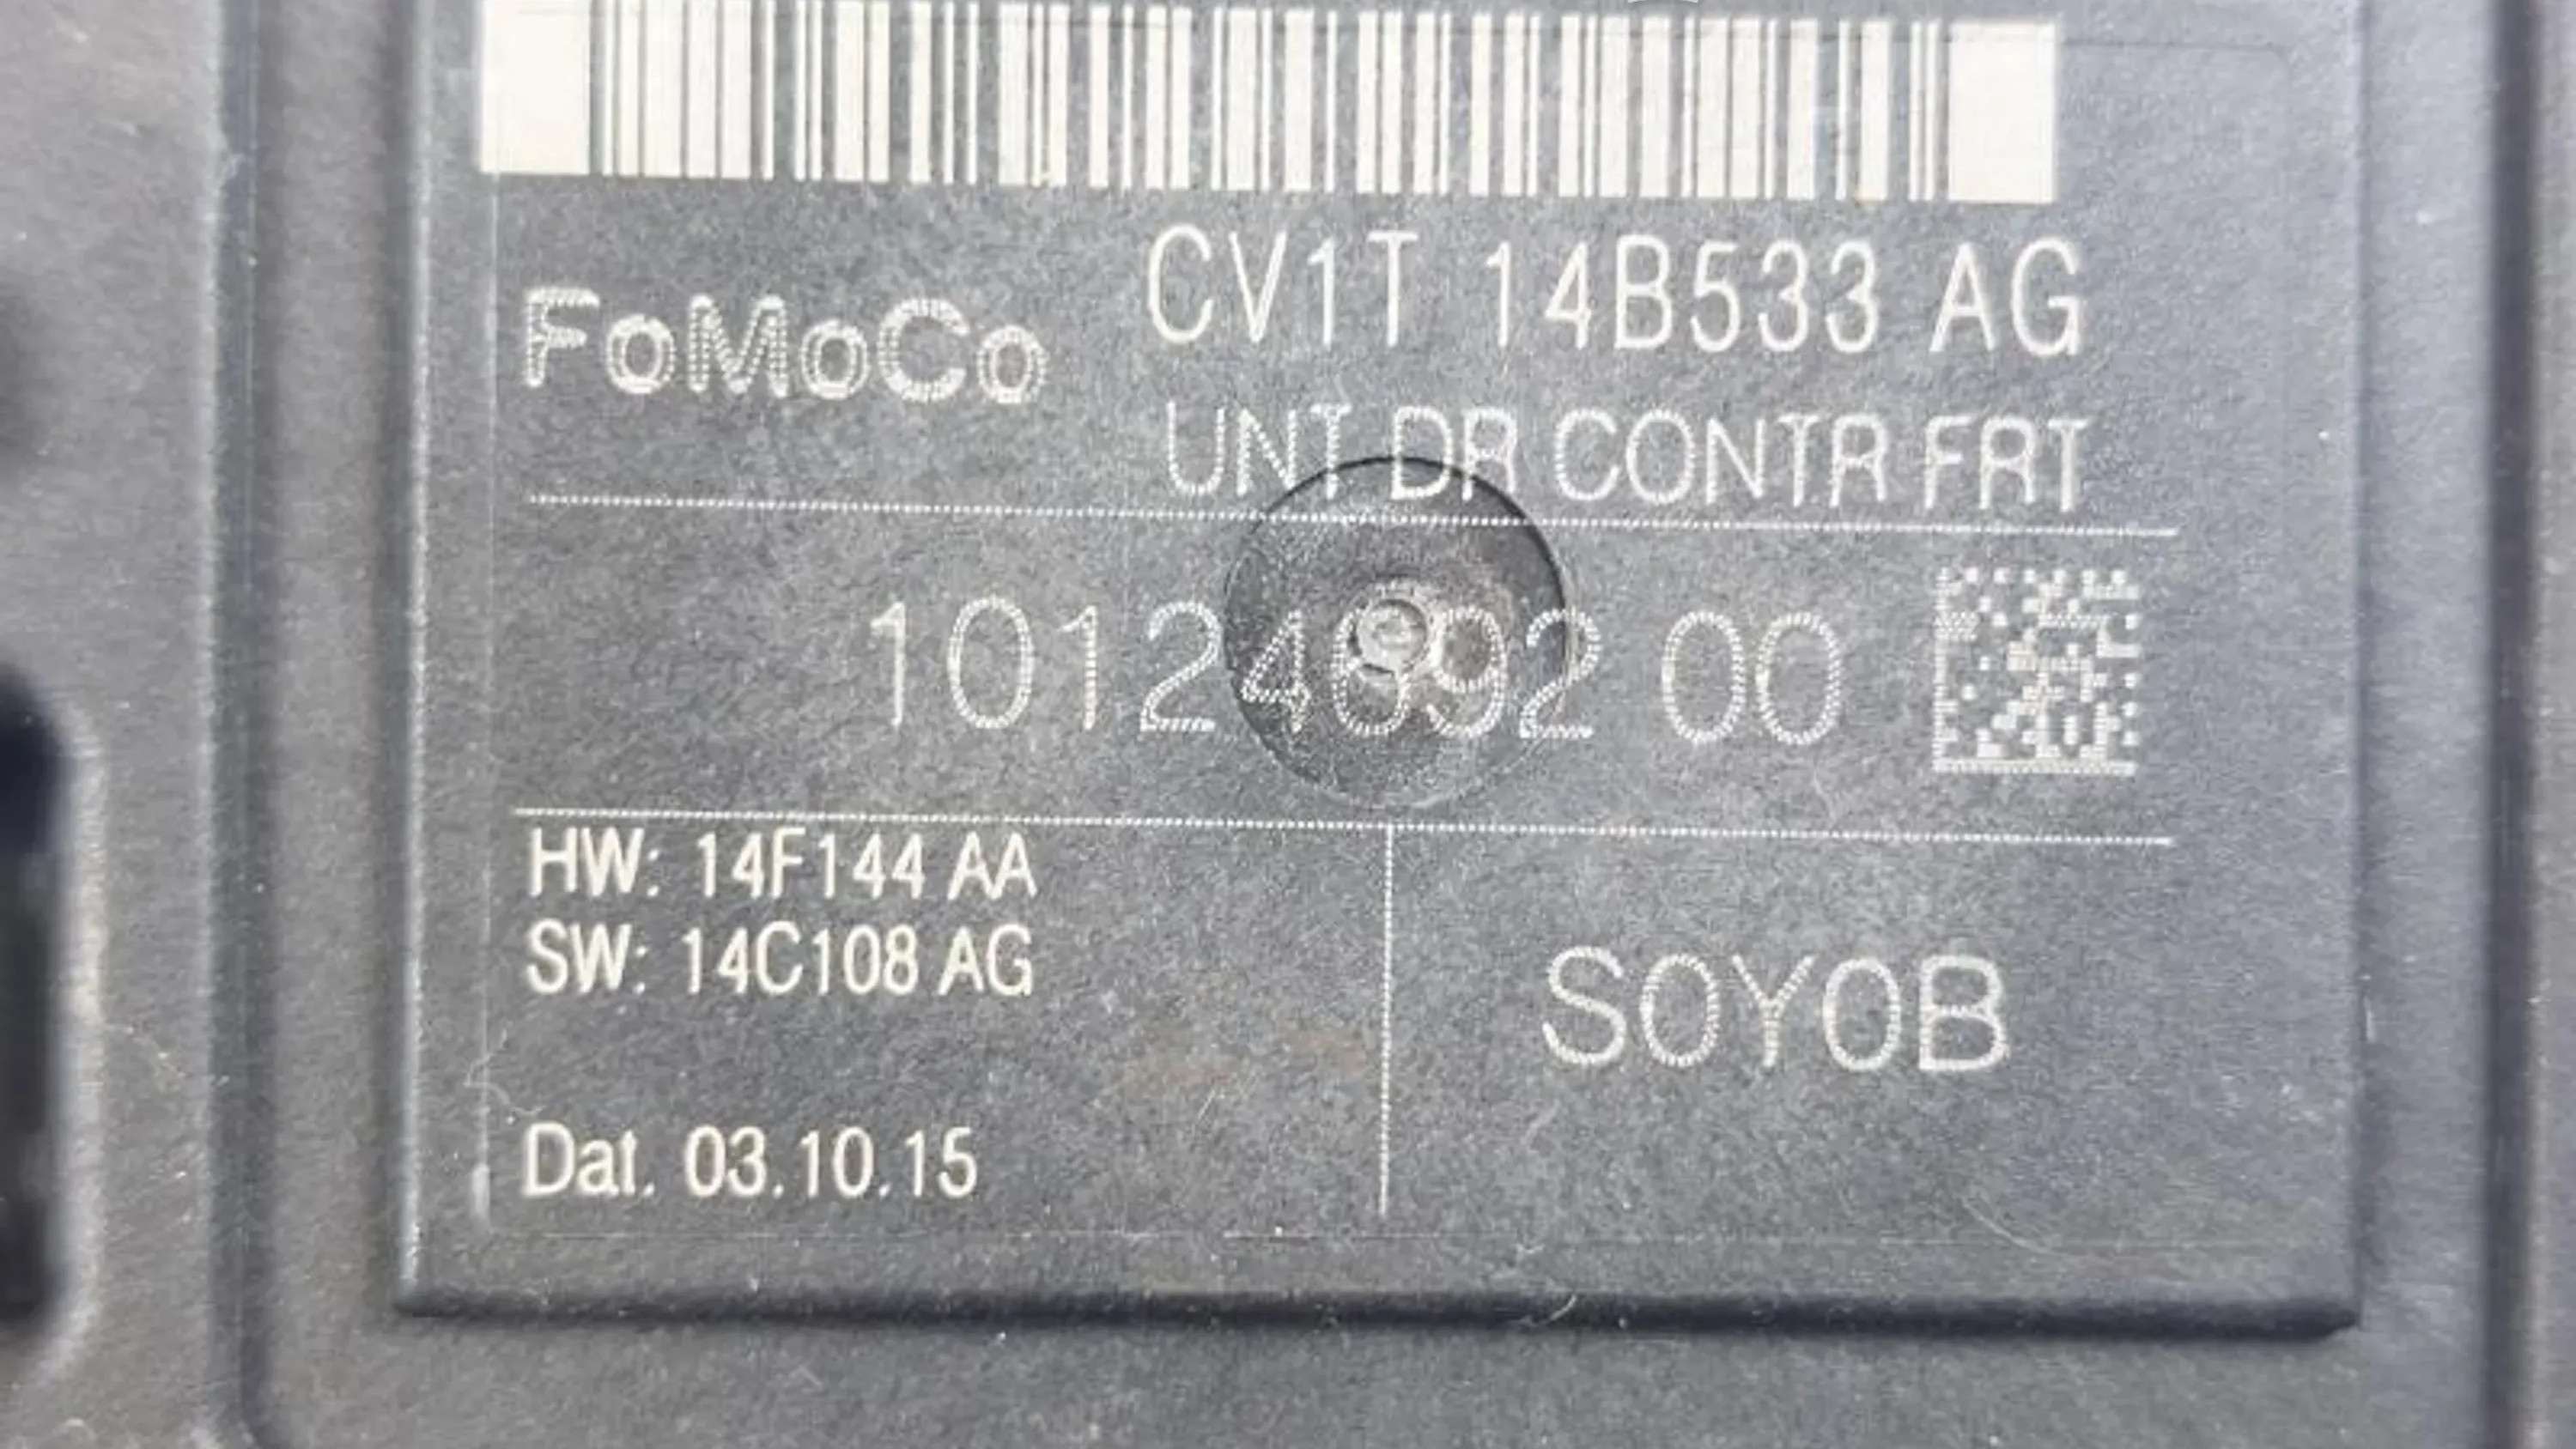 CV1T 14B533 AG
FoMoCo
UNT DR CONTR FRT
10124692 00
HW: 14F144 AA
SW: 14C108 AG
S0Y0B
Dat. 03.10.15